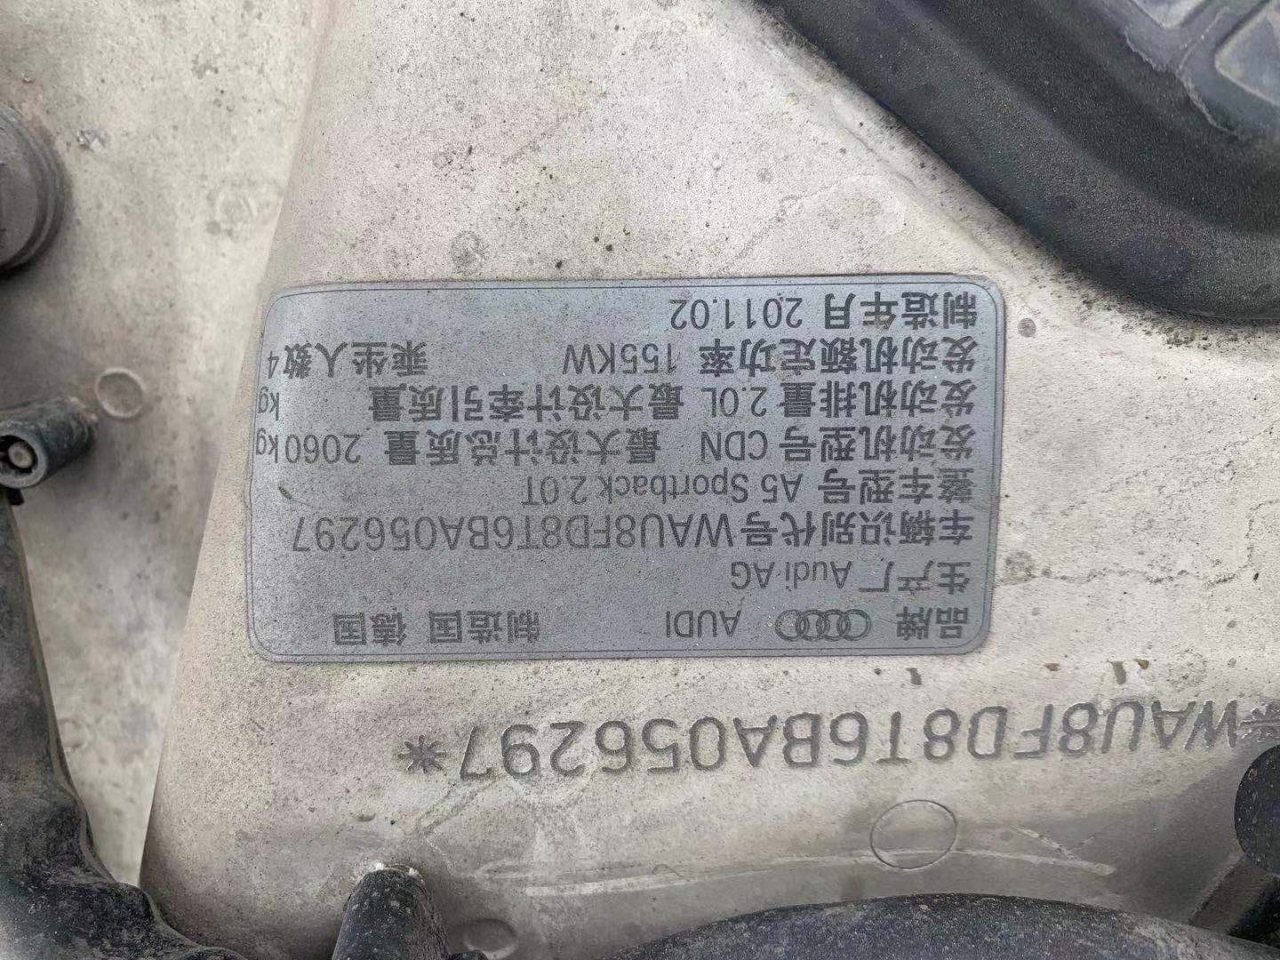 品牌 AUDI 制造国 德国
生产厂 Audi AG
车辆识别代号 WAU8FD8T6BA056297
整车型号 A5 Sportback 2.0T
发动机型号 CDN 最大设计总质量 2060kg
发动机排量 2.0L 最大设计牵引质量 kg
发动机额定功率 155KW 乘坐人数 4
制造年月 2011.02
*WAU8FD8T6BA056297*